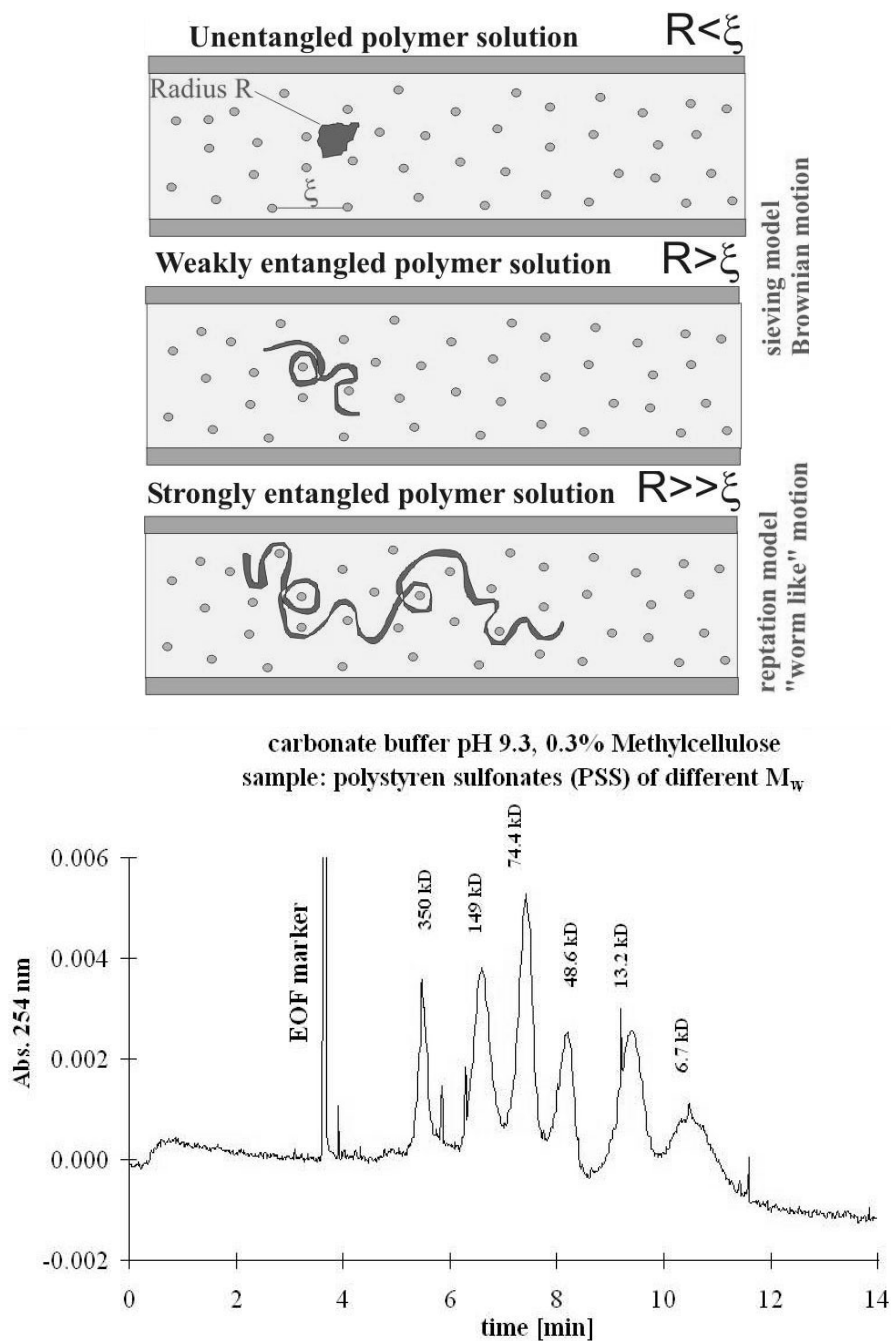 Unentangled polymer solution R<ξ
Radius R
ξ
Weakly entangled polymer solution R>ξ
sieving model
Brownian motion
Strongly entangled polymer solution R>>ξ
reptation model
"worm like" motion
carbonate buffer pH 9.3, 0.3% Methylcellulose
sample: polystyren sulfonates (PSS) of different Mw
Abs. 254 nm
0.006
0.004
0.002
0.000
-0.002
EOF marker
350 kD
149 kD
74.4 kD
48.6 kD
13.2 kD
6.7 kD
0 2 4 6 8 10 12 14
time [min]